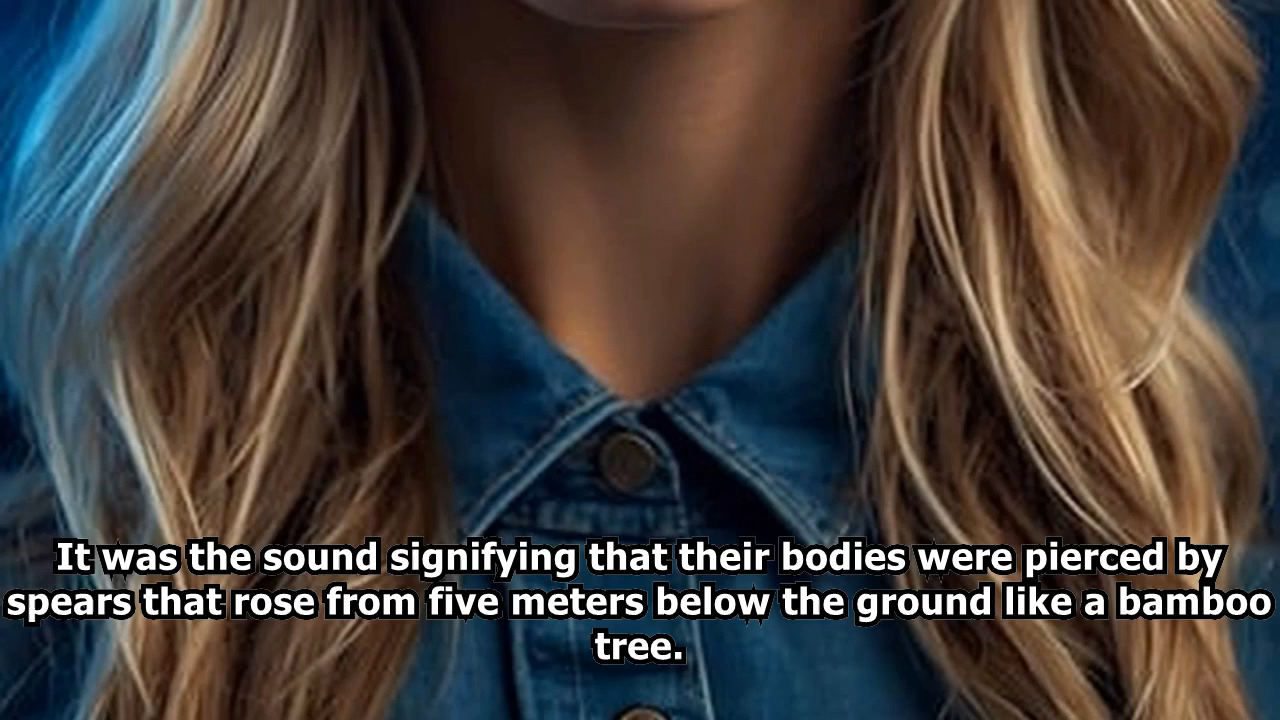 It was the sound signifying that their bodies were pierced by
spears that rose from five meters below the ground like a bamboo
tree.